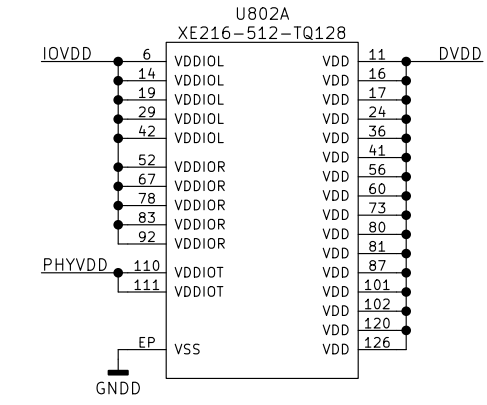 U802A
XE216-512-TQ128
IOVDD 6 VDDIOL VDD 11 DVDD
14 VDDIOL VDD 16
19 VDDIOL VDD 17
29 VDDIOL VDD 24
42 VDDIOL VDD 36
VDD 41
52 VDDIOR
67 VDDIOR VDD 56
78 VDDIOR VDD 60
83 VDDIOR VDD 73
92 VDDIOR VDD 80
VDD 81
PHYVDD 110 VDDIOT VDD 87
111 VDDIOT VDD 101
VDD 102
VDD 120
EP VSS VDD 126
GNDD